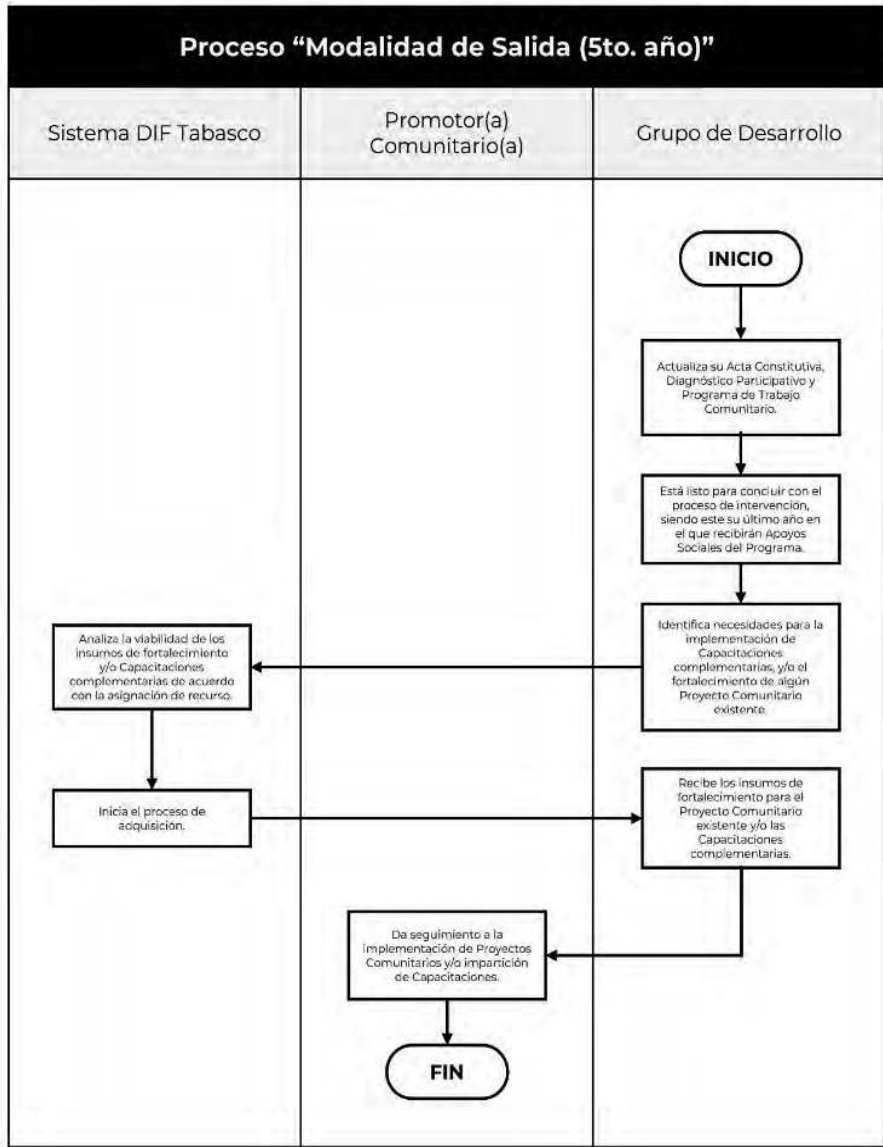 Proceso “Modalidad de Salida (5to. año)”
Sistema DIF Tabasco
Promotor(a)
Comunitario(a)
Grupo de Desarrollo
INICIO
Actualiza su Acta Constitutiva,
Diagnóstico Participativo y
Programa de Trabajo
Comunitario.
Está listo para concluir con el
proceso de intervención,
siendo este su último año en
el que recibirán Apoyos
Sociales del Programa.
Identifica necesidades para la
implementación de
Capacitaciones
complementarias, y/o el
fortalecimiento de algún
Proyecto Comunitario
existente.
Analiza la viabilidad de los
insumos de fortalecimiento
y/o Capacitaciones
complementarias de acuerdo
con la asignación de recurso.
Inicia el proceso de
adquisición.
Recibe los insumos de
fortalecimiento para el
Proyecto Comunitario
existente y/o las
Capacitaciones
complementarias.
Da seguimiento a la
implementación de Proyectos
Comunitarios y/o impartición
de Capacitaciones.
FIN